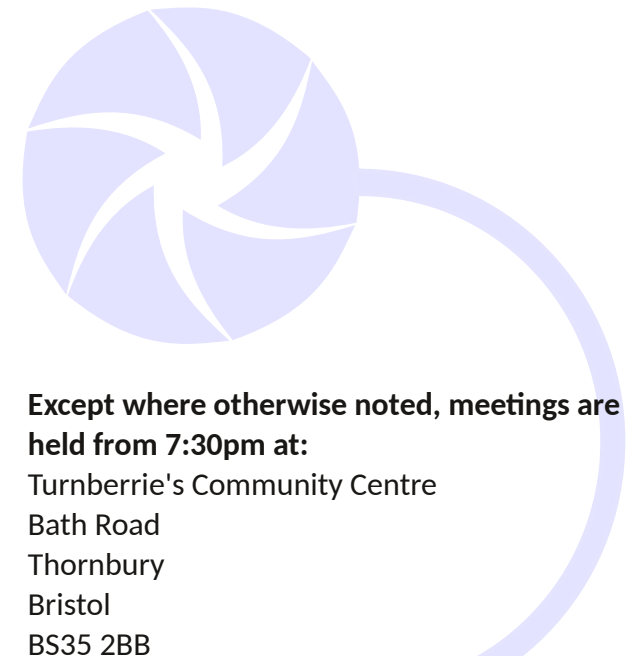 Except where otherwise noted, meetings are
held from 7:30pm at:
Turnberrie's Community Centre
Bath Road
Thornbury
Bristol
BS35 2BB